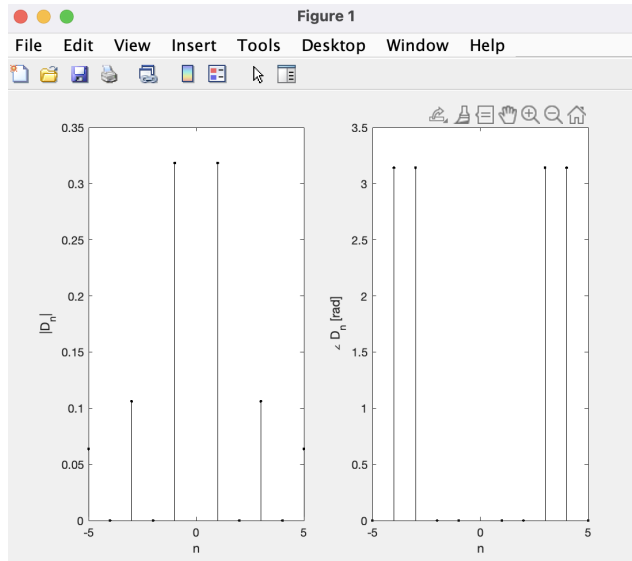 Figure 1
File Edit View Insert Tools Desktop Window Help
0.35
0.3
0.25
0.2
0.15
0.1
0.05
0
|Dn|
-5 0 5
n
3.5
3
2.5
2
1.5
1
0.5
0
∠ Dn [rad]
-5 0 5
n